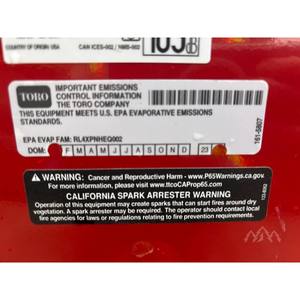 COUNTRY OF ORIGIN: USA
CAN ICES-002 / NMB-002
105
dB
TORO
IMPORTANT EMISSIONS
CONTROL INFORMATION
THE TORO COMPANY
THIS EQUIPMENT MEETS U.S. EPA EVAPORATIVE EMISSIONS
STANDARDS.
EPA EVAP FAM: RL4XPNHEQ002
DOM: F M A M J J A S O N D 23
161-5807
WARNING: Cancer and Reproductive Harm - www.P65Warnings.ca.gov.
For more information, please visit www.ttcoCAProp65.com
CALIFORNIA SPARK ARRESTER WARNING
Operation of this equipment may create sparks that can start fires around dry
vegetation. A spark arrester may be required. The operator should contact
local fire agencies for laws or regulations relating to fire prevention requirements.